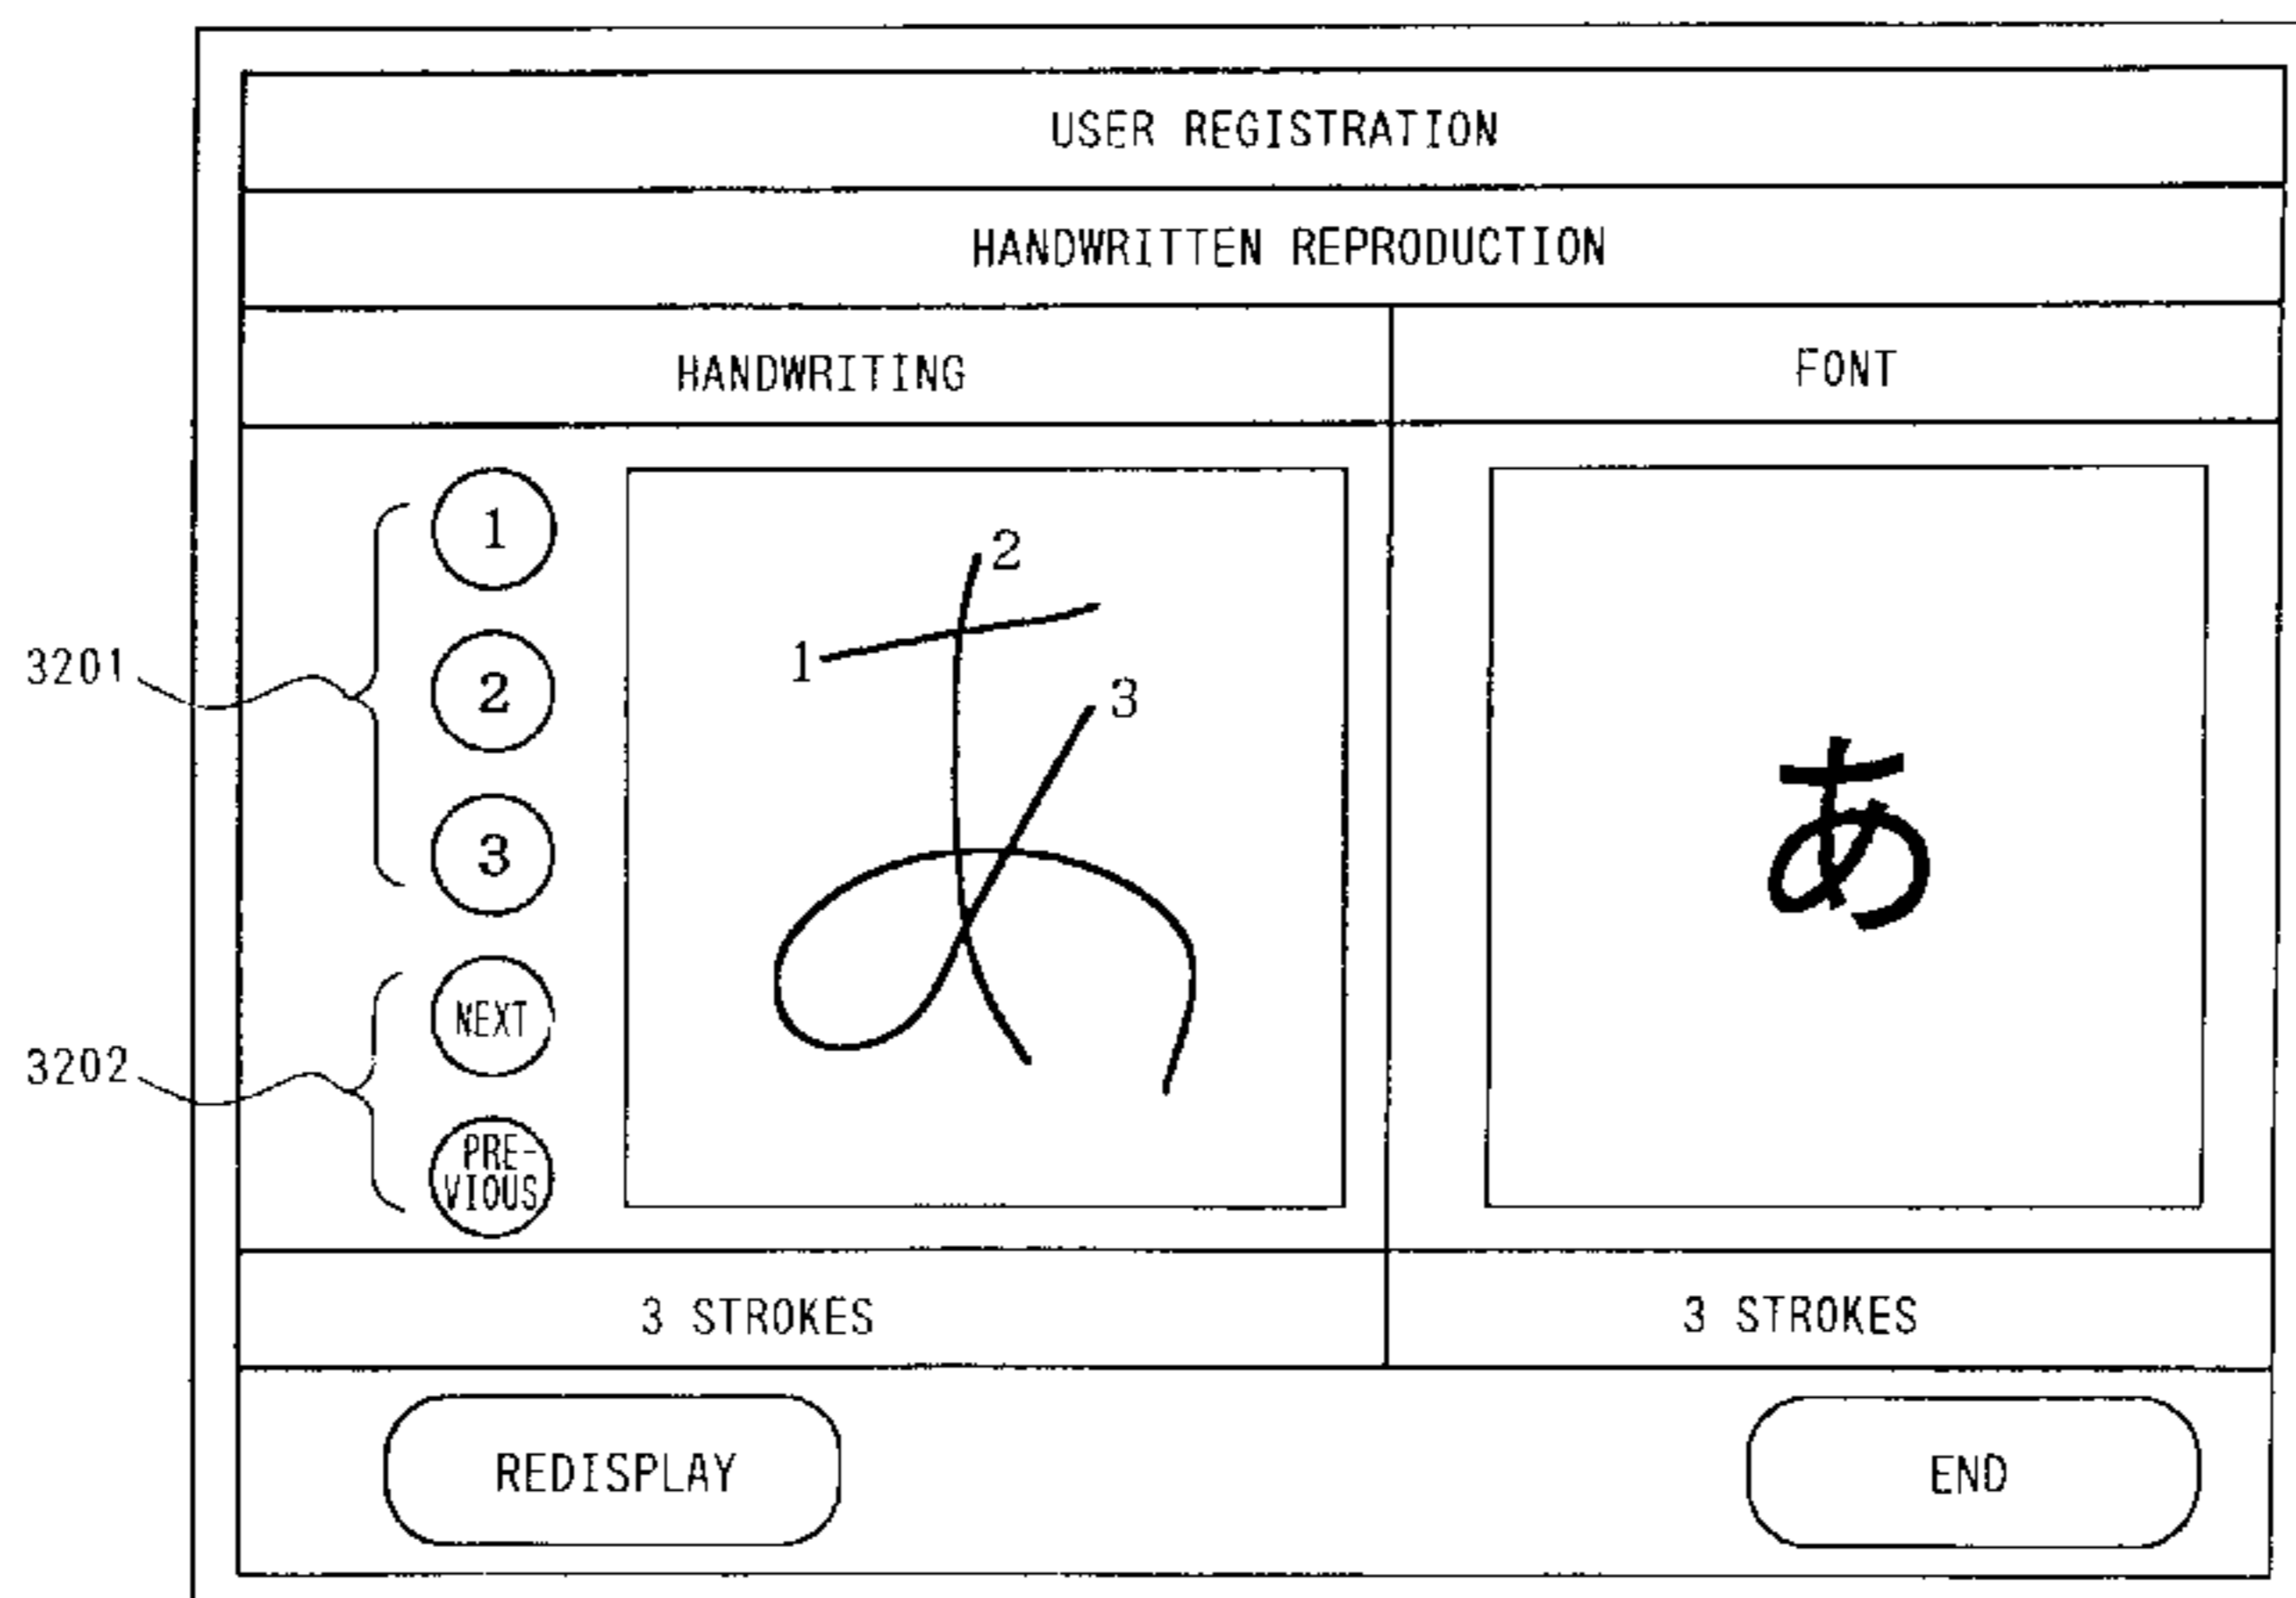 USER REGISTRATION
HANDWRITTEN REPRODUCTION
HANDWRITING
FONT
1
2
3
NEXT
PRE-
VIOUS
3201
3202
2
1
3
あ
あ
3 STROKES
3 STROKES
REDISPLAY
END